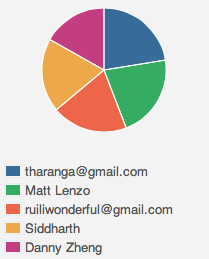 tharanga@gmail.com
Matt Lenzo
ruiliwonderful@gmail.com
Siddharth
Danny Zheng